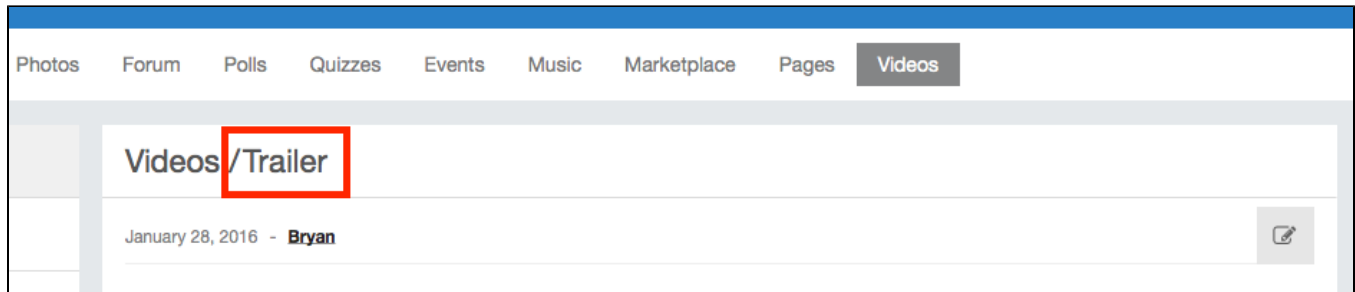 Photos Forum Polls Quizzes Events Music Marketplace Pages Videos
Videos /Trailer
January 28, 2016 - Bryan